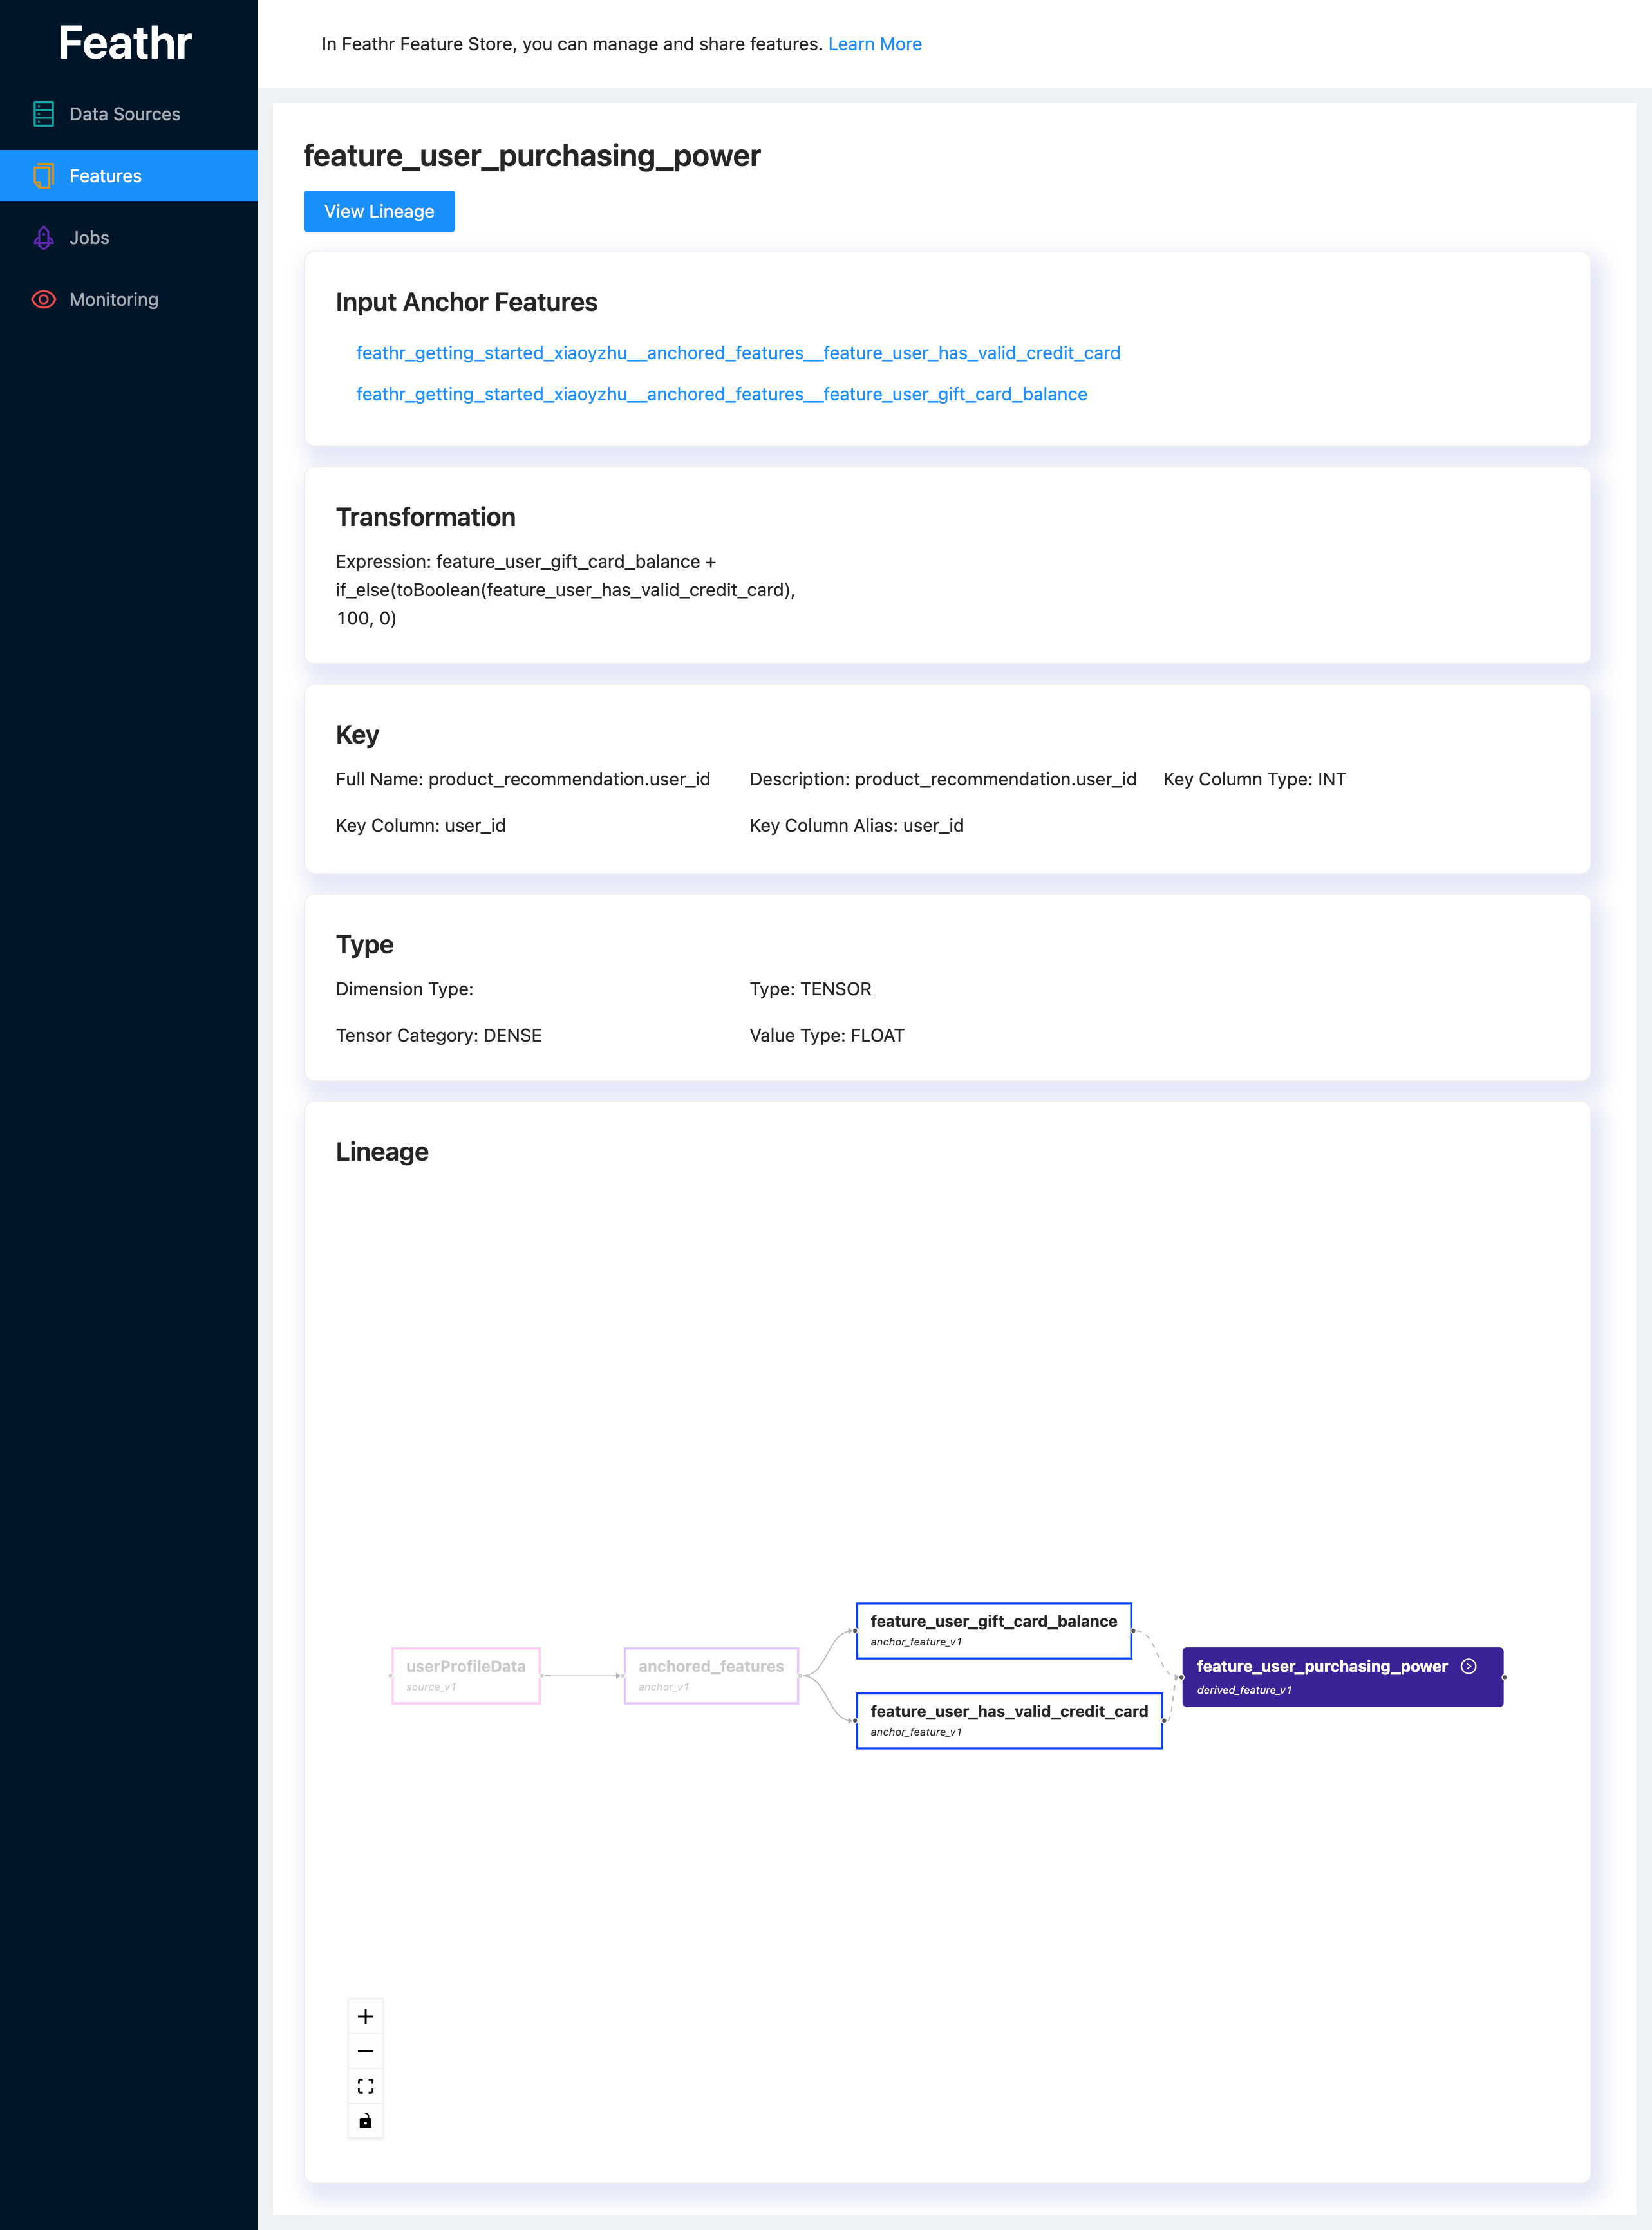 Feathr
In Feathr Feature Store, you can manage and share features. Learn More
Data Sources
Features
Jobs
Monitoring
feature_user_purchasing_power
View Lineage
Input Anchor Features
feathr_getting_started_xiaoyzhu__anchored_features__feature_user_has_valid_credit_card
feathr_getting_started_xiaoyzhu__anchored_features__feature_user_gift_card_balance
Transformation
Expression: feature_user_gift_card_balance +
if_else(toBoolean(feature_user_has_valid_credit_card),
100, 0)
Key
Full Name: product_recommendation.user_id
Description: product_recommendation.user_id
Key Column Type: INT
Key Column: user_id
Key Column Alias: user_id
Type
Dimension Type:
Type: TENSOR
Tensor Category: DENSE
Value Type: FLOAT
Lineage
userProfileData
source_v1
anchored_features
anchor_v1
feature_user_gift_card_balance
anchor_feature_v1
feature_user_has_valid_credit_card
anchor_feature_v1
feature_user_purchasing_power
derived_feature_v1